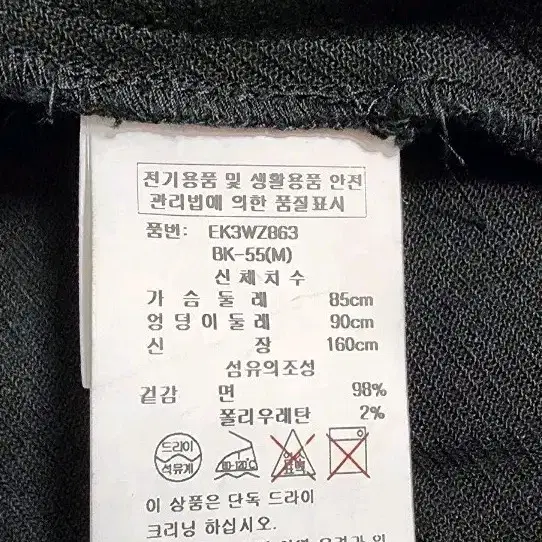 전기용품 및 생활용품 안전
관리법에 의한 품질표시
품번: EK3WZ863
BK-55(M)
신체치수
가슴둘레 85cm
엉덩이둘레 90cm
신장 160cm
섬유의조성
겉감 면 98%
폴리우레탄 2%
드라이
석유계
80-120℃
이 상품은 단독 드라이
크리닝 하십시오.